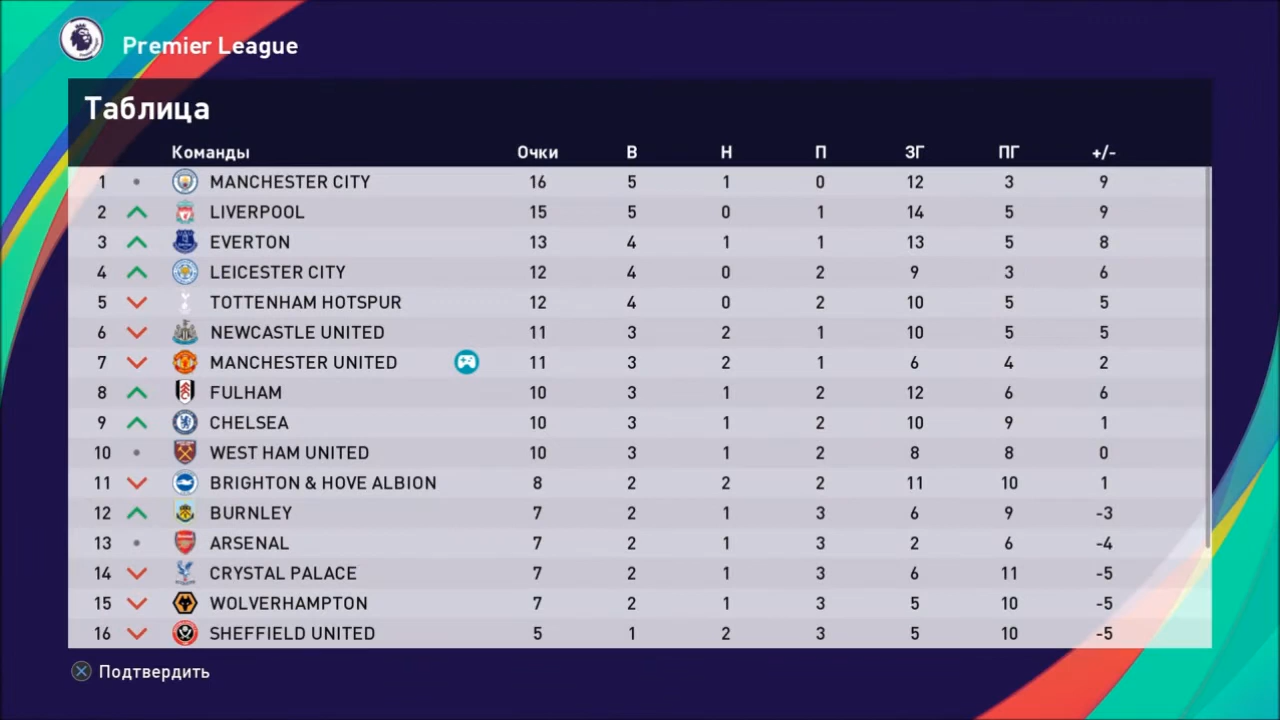 Premier League
Таблица
Команды Очки В Н П ЗГ ПГ +/-
1 MANCHESTER CITY 16 5 1 0 12 3 9
2 LIVERPOOL 15 5 0 1 14 5 9
3 EVERTON 13 4 1 1 13 5 8
4 LEICESTER CITY 12 4 0 2 9 3 6
5 TOTTENHAM HOTSPUR 12 4 0 2 10 5 5
6 NEWCASTLE UNITED 11 3 2 1 10 5 5
7 MANCHESTER UNITED 11 3 2 1 6 4 2
8 FULHAM 10 3 1 2 12 6 6
9 CHELSEA 10 3 1 2 10 9 1
10 WEST HAM UNITED 10 3 1 2 8 8 0
11 BRIGHTON & HOVE ALBION 8 2 2 2 11 10 1
12 BURNLEY 7 2 1 3 6 9 -3
13 ARSENAL 7 2 1 3 2 6 -4
14 CRYSTAL PALACE 7 2 1 3 6 11 -5
15 WOLVERHAMPTON 7 2 1 3 5 10 -5
16 SHEFFIELD UNITED 5 1 2 3 5 10 -5
Подтвердить